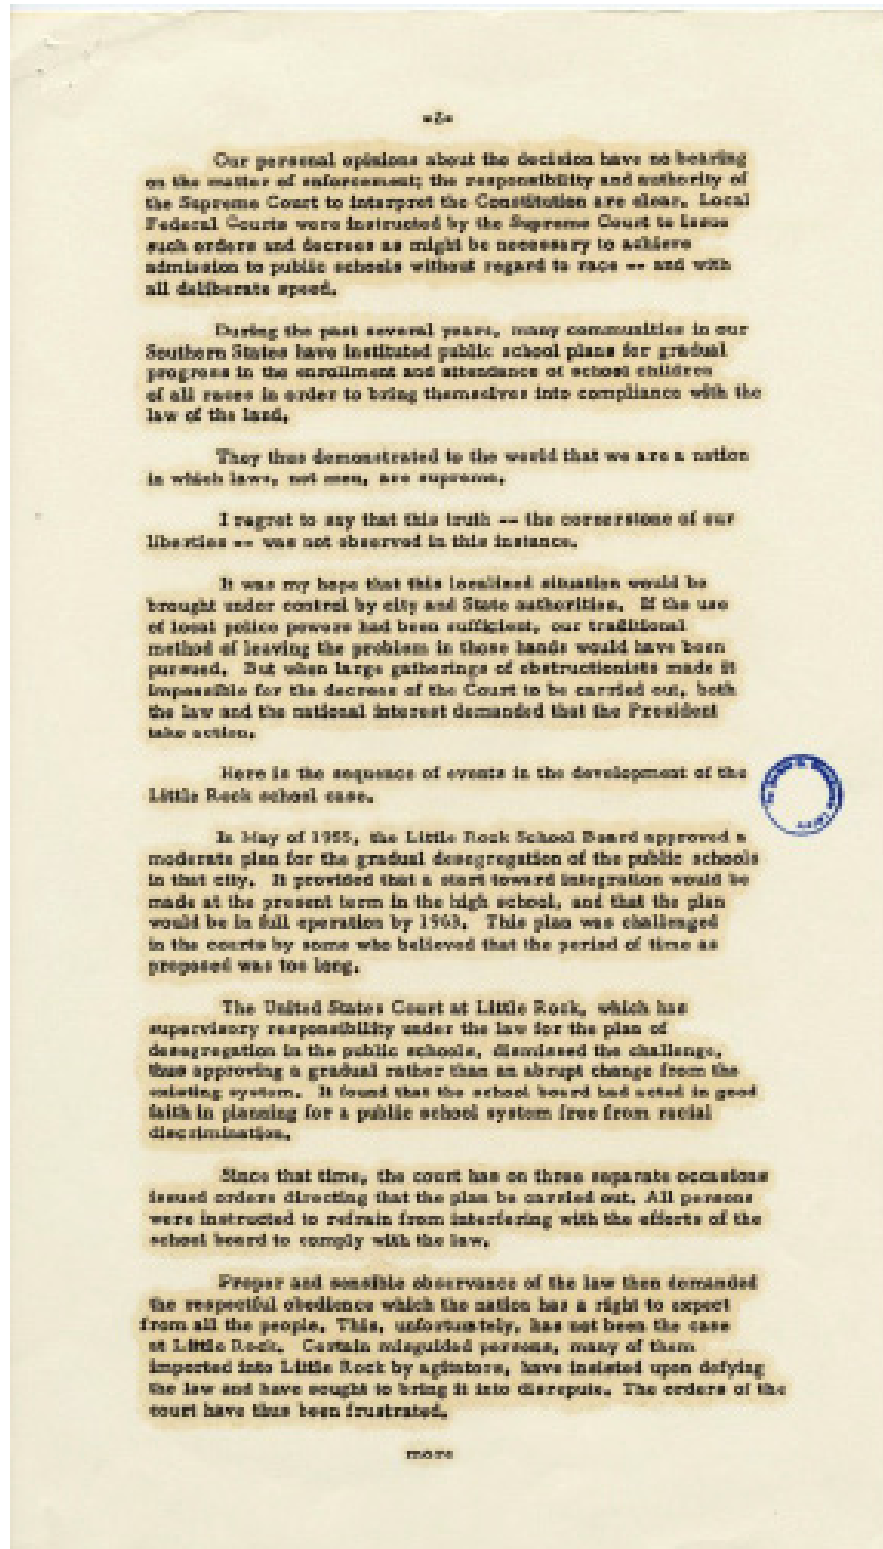 -2-
Our personal opinions about the decision have no bearing
on the matter of enforcement; the responsibility and authority of
the Supreme Court to interpret the Constitution are clear. Local
Federal Courts were instructed by the Supreme Court to issue
such orders and decrees as might be necessary to achieve
admission to public schools without regard to race -- and with
all deliberate speed.
During the past several years, many communities in our
Southern States have instituted public school plans for gradual
progress in the enrollment and attendance of school children
of all races in order to bring themselves into compliance with the
law of the land.
They thus demonstrated to the world that we are a nation
in which laws, not men, are supreme.
I regret to say that this truth -- the cornerstone of our
liberties -- was not observed in this instance.
It was my hope that this localized situation would be
brought under control by city and State authorities. If the use
of local police powers had been sufficient, our traditional
method of leaving the problem in those hands would have been
pursued. But when large gatherings of obstructionists made it
impossible for the decrees of the Court to be carried out, both
the law and the national interest demanded that the President
take action.
Here is the sequence of events in the development of the
Little Rock school case.
In May of 1955, the Little Rock School Board approved a
moderate plan for the gradual desegregation of the public schools
in that city. It provided that a start toward integration would be
made at the present term in the high school, and that the plan
would be in full operation by 1963. This plan was challenged
in the courts by some who believed that the period of time as
proposed was too long.
The United States Court at Little Rock, which has
supervisory responsibility under the law for the plan of
desegregation in the public schools, dismissed the challenge,
thus approving a gradual rather than an abrupt change from the
existing system. It found that the school board had acted in good
faith in planning for a public school system free from racial
discrimination.
Since that time, the court has on three separate occasions
issued orders directing that the plan be carried out. All persons
were instructed to refrain from interfering with the efforts of the
school board to comply with the law.
Proper and sensible observance of the law then demanded
the respectful obedience which the nation has a right to expect
from all the people. This, unfortunately, has not been the case
at Little Rock. Certain misguided persons, many of them
imported into Little Rock by agitators, have insisted upon defying
the law and have sought to bring it into disrepute. The orders of the
court have thus been frustrated.
more